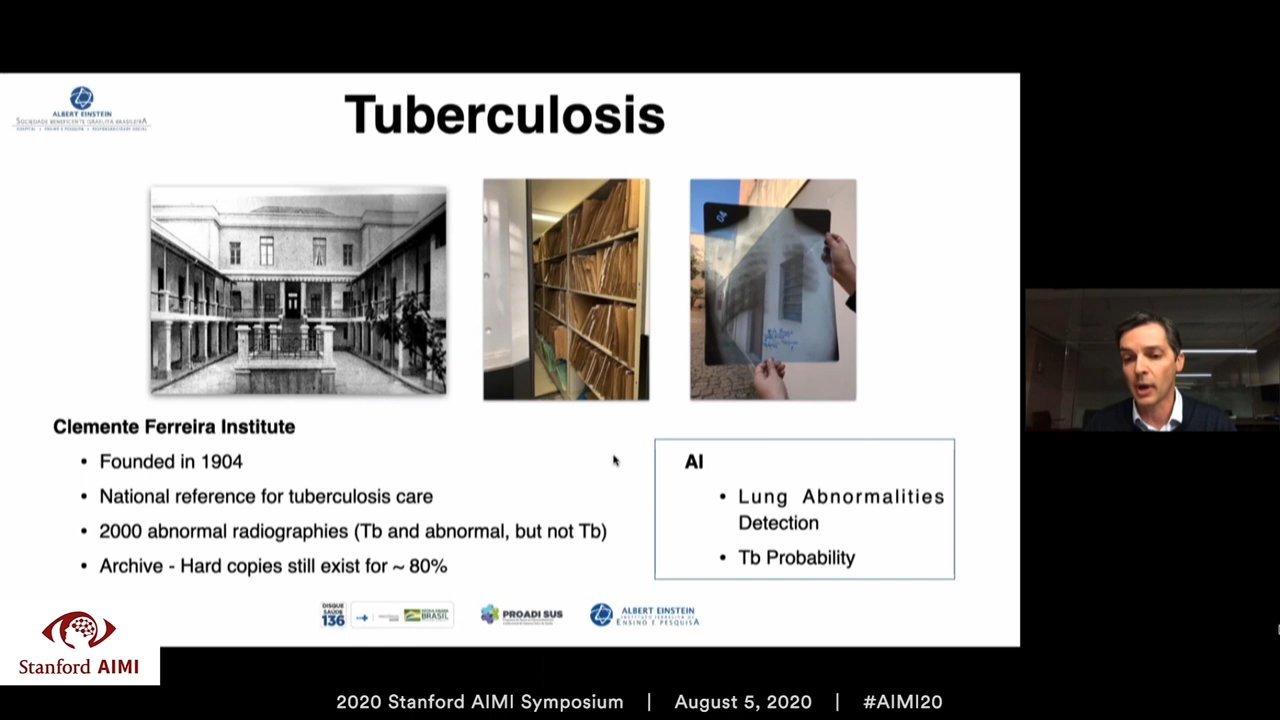 ALBERT EINSTEIN
SOCIEDADE BENEFICENTE ISRAELITA BRASILEIRA
HOSPITAL | ENSINO E PESQUISA | RESPONSABILIDADE SOCIAL
Tuberculosis
Clemente Ferreira Institute
• Founded in 1904
• National reference for tuberculosis care
• 2000 abnormal radiographies (Tb and abnormal, but not Tb)
• Archive - Hard copies still exist for ~ 80%
AI
• Lung Abnormalities
Detection
• Tb Probability
DISQUE
SAÚDE
136
BRASIL
PROADI SUS
ALBERT EINSTEIN
INSTITUTO ISRAELITA DE
ENSINO E PESQUISA
Stanford AIMI
2020 Stanford AIMI Symposium | August 5, 2020 | #AIMI20